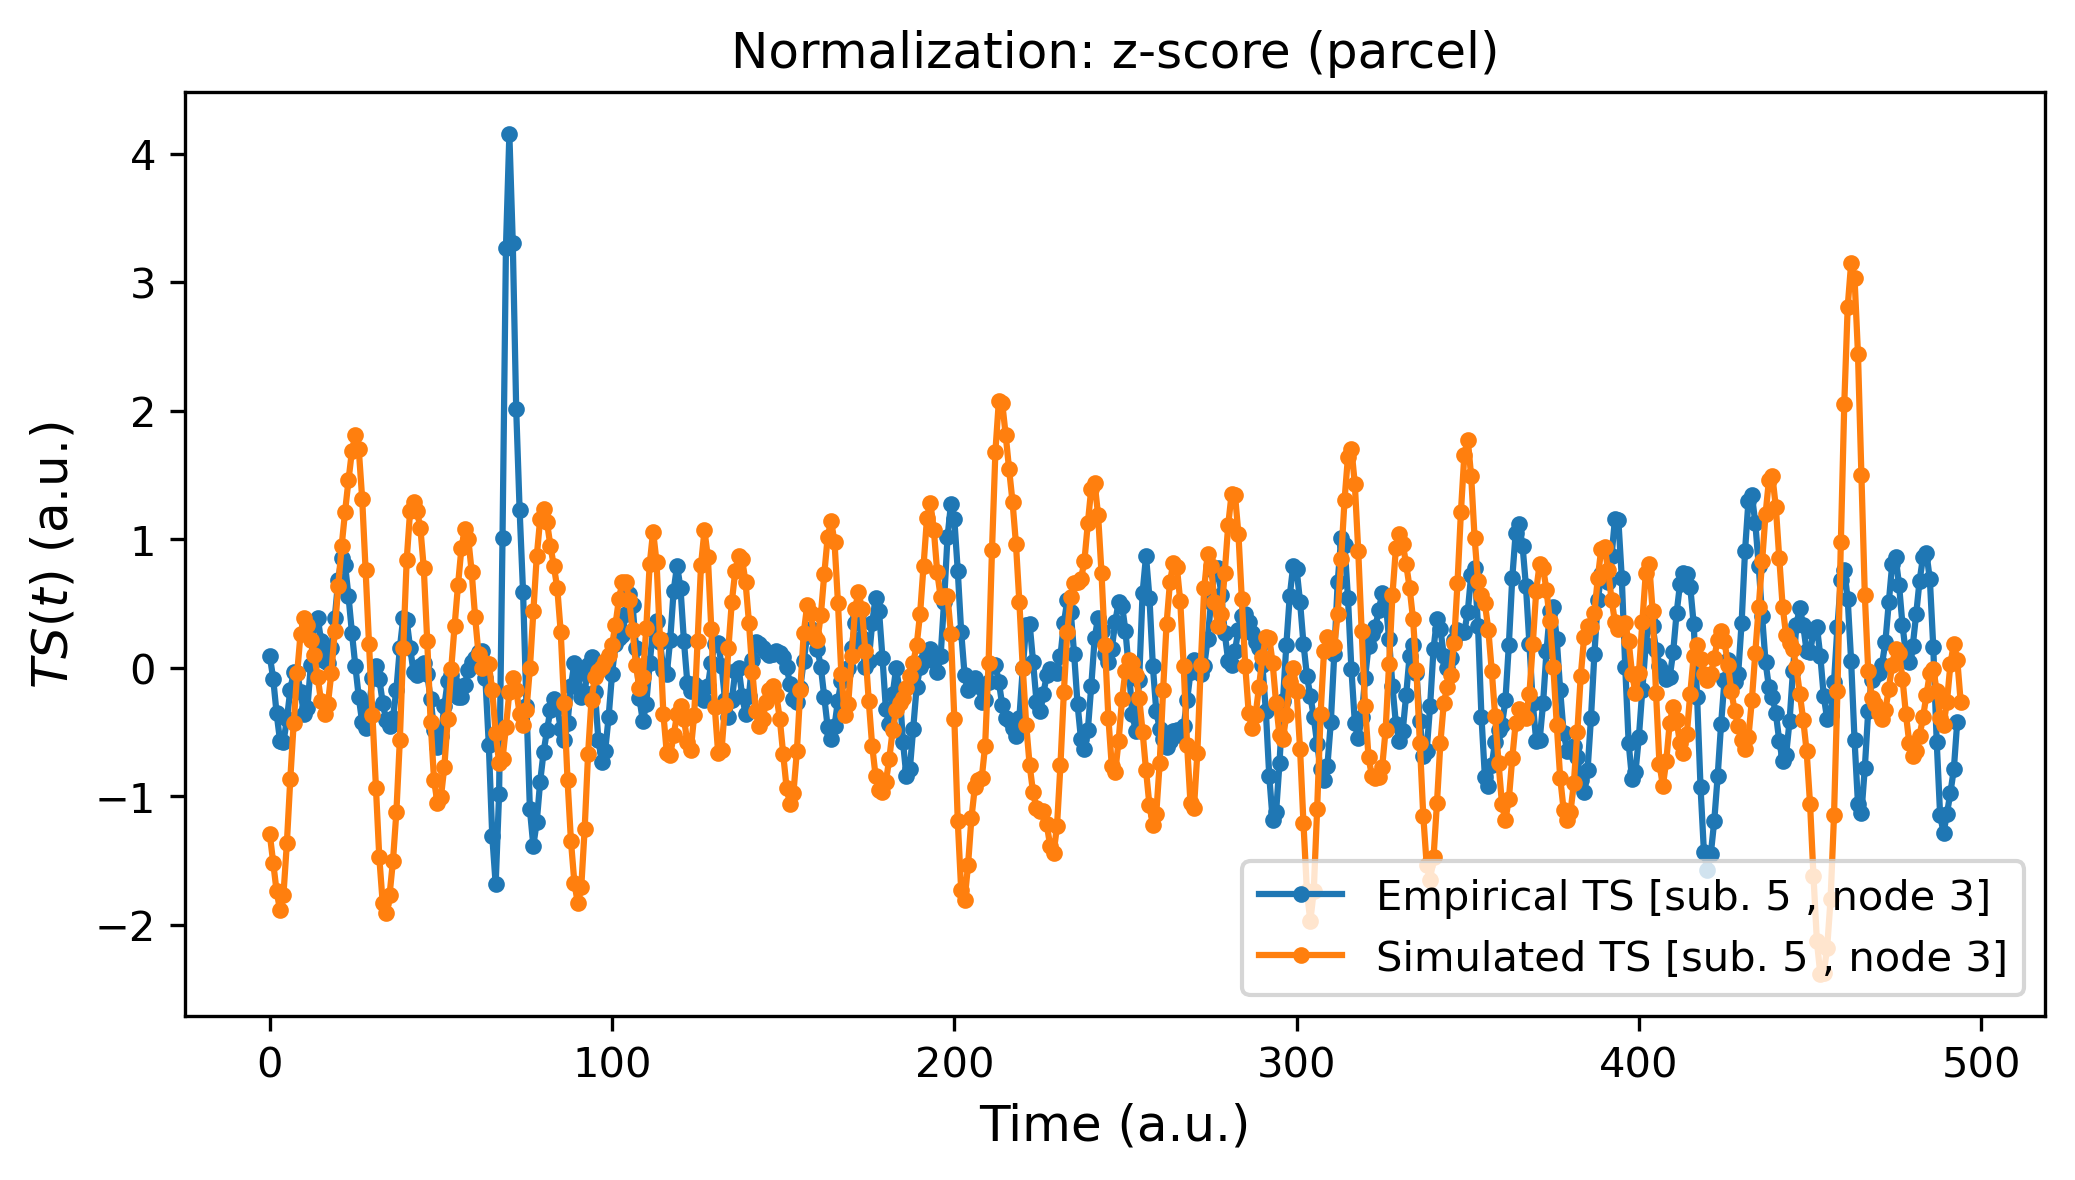 Normalization: z-score (parcel)
TS(t) (a.u.)
4
3
2
1
0
−1
−2
Empirical TS [sub. 5 , node 3]
Simulated TS [sub. 5 , node 3]
0 100 200 300 400 500
Time (a.u.)